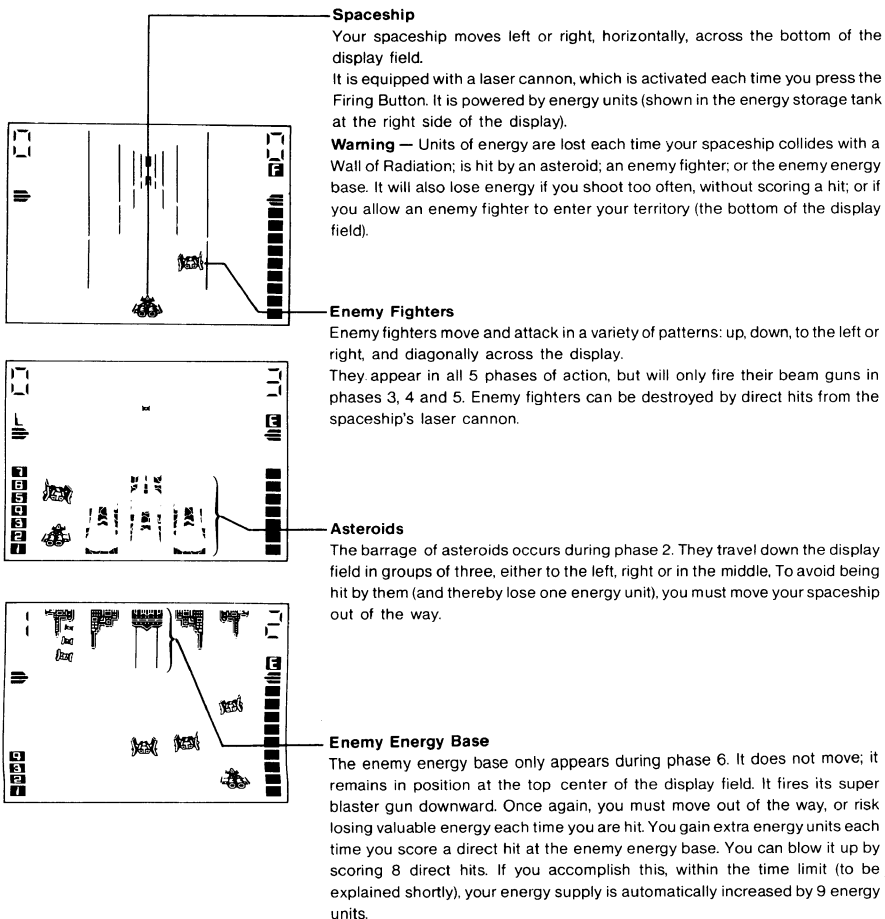 Spaceship
Your spaceship moves left or right, horizontally, across the bottom of the
display field.
It is equipped with a laser cannon, which is activated each time you press the
Firing Button. It is powered by energy units (shown in the energy storage tank
at the right side of the display).
Warning — Units of energy are lost each time your spaceship collides with a
Wall of Radiation; is hit by an asteroid; an enemy fighter; or the enemy energy
base. It will also lose energy if you shoot too often, without scoring a hit; or if
you allow an enemy fighter to enter your territory (the bottom of the display
field).
0
0
F
Enemy Fighters
Enemy fighters move and attack in a variety of patterns: up, down, to the left or
right, and diagonally across the display.
They appear in all 5 phases of action, but will only fire their beam guns in
phases 3, 4 and 5. Enemy fighters can be destroyed by direct hits from the
spaceship's laser cannon.
0
L
E
7
6
5
4
3
2
1
Asteroids
The barrage of asteroids occurs during phase 2. They travel down the display
field in groups of three, either to the left, right or in the middle, To avoid being
hit by them (and thereby lose one energy unit), you must move your spaceship
out of the way.
1
2
E
4
3
2
1
Enemy Energy Base
The enemy energy base only appears during phase 6. It does not move; it
remains in position at the top center of the display field. It fires its super
blaster gun downward. Once again, you must move out of the way, or risk
losing valuable energy each time you are hit. You gain extra energy units each
time you score a direct hit at the enemy energy base. You can blow it up by
scoring 8 direct hits. If you accomplish this, within the time limit (to be
explained shortly), your energy supply is automatically increased by 9 energy
units.